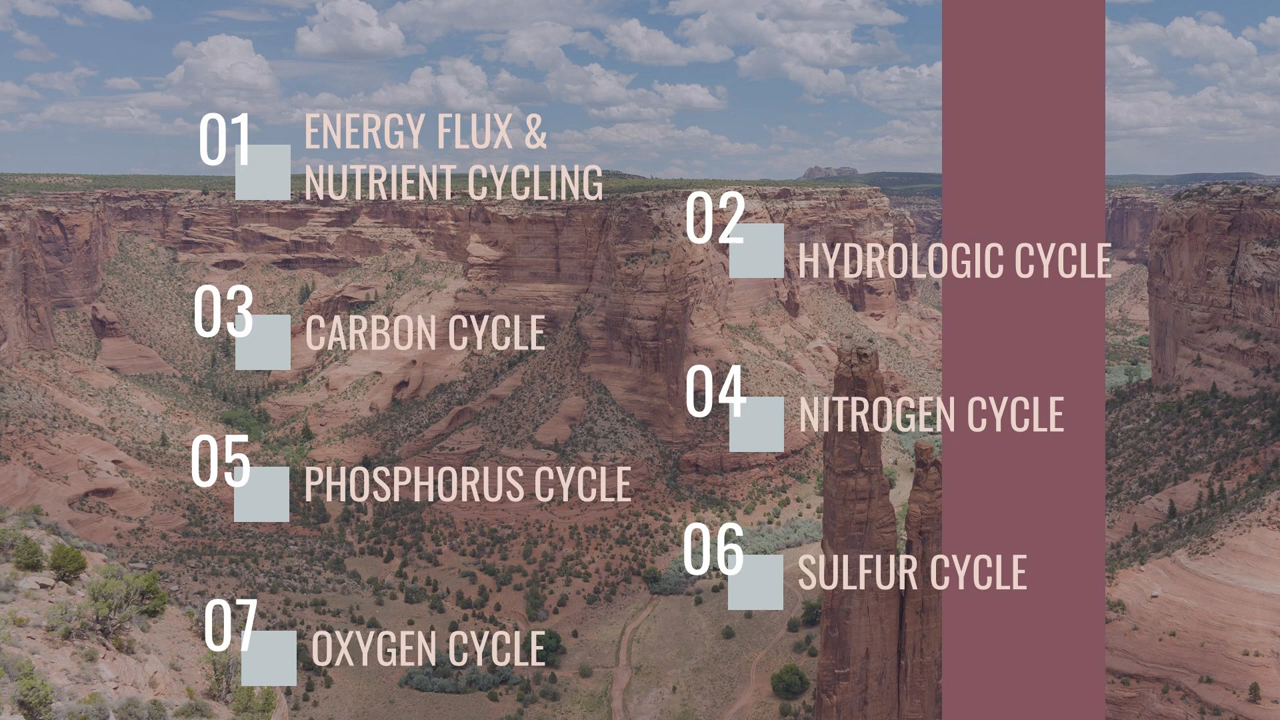 01
ENERGY FLUX &
NUTRIENT CYCLING
02
HYDROLOGIC CYCLE
03
CARBON CYCLE
04
NITROGEN CYCLE
05
PHOSPHORUS CYCLE
06
SULFUR CYCLE
07
OXYGEN CYCLE